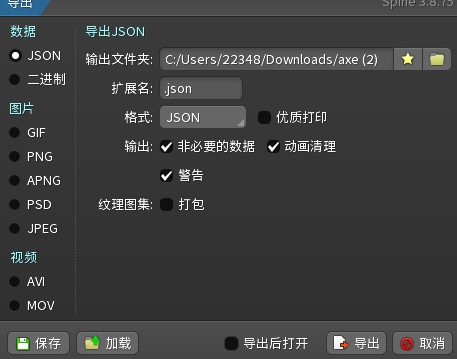 导出
Spine 3.8.75
数据
JSON
二进制
图片
GIF
PNG
APNG
PSD
JPEG
视频
AVI
MOV
导出JSON
输出文件夹: C:/Users/22348/Downloads/axe (2)
扩展名: .json
格式: JSON 优质打印
输出: 非必要的数据 动画清理
警告
纹理图集: 打包
保存 加载 导出后打开 导出 取消